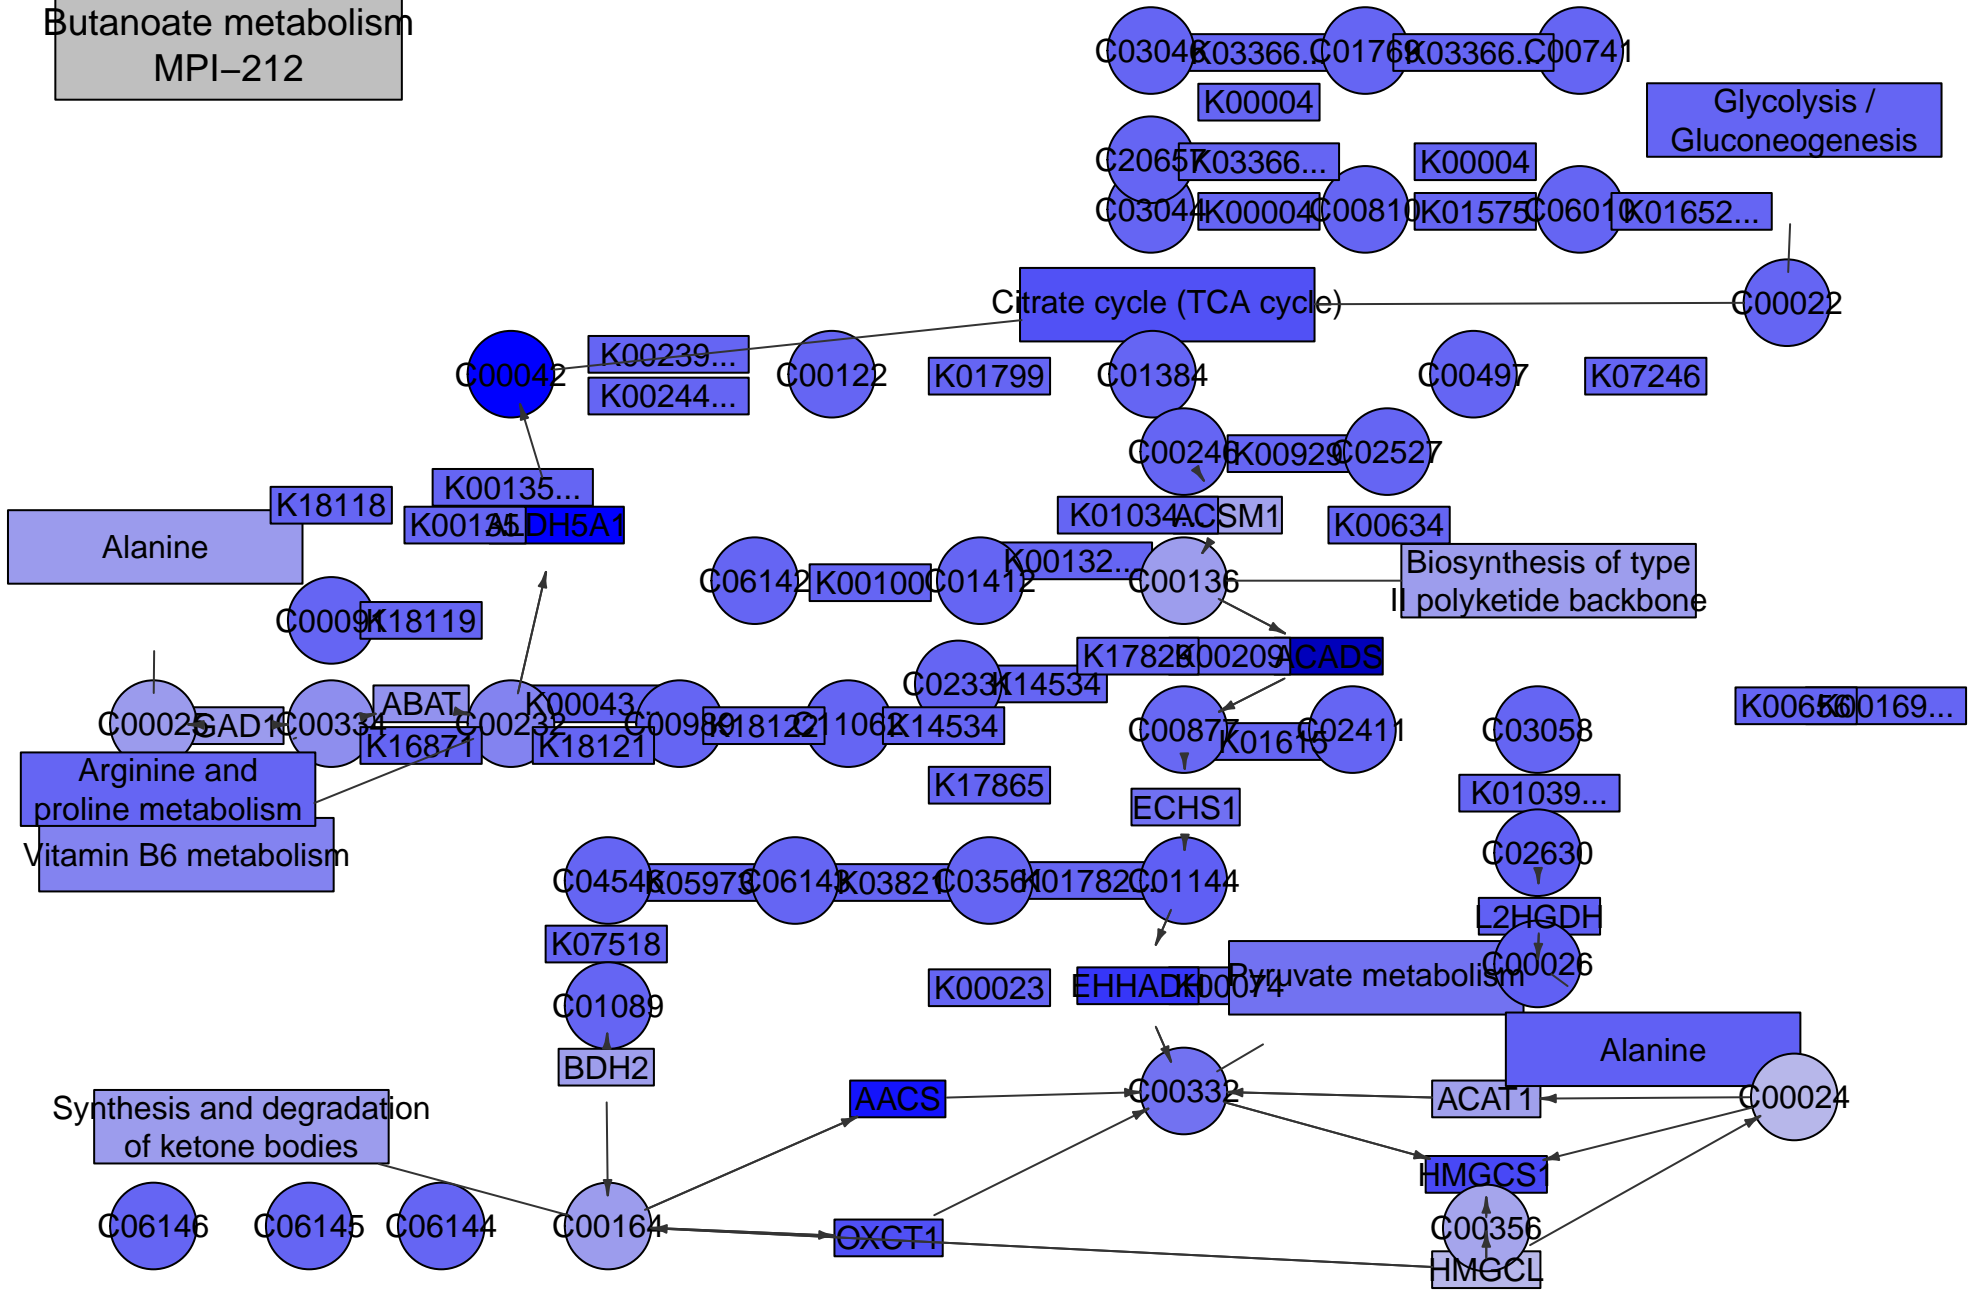 Butanoate metabolism
MPI−212
C03046 K03366... C01769 K03366... C00741
K00004
Glycolysis /
Gluconeogenesis
C20657 K03366... K00004
C03044 K00004 C00810 K01575 C06010 K01652...
Citrate cycle (TCA cycle) C00022
K00239...
C00042 C00122 K01799 C01384 C00497 K07246
K00244...
C00246 K00929 C02527
K18118 K00135...
K01034... ACSM1 K00634
K00135 ALDH5A1
Alanine
Biosynthesis of type
II polyketide backbone
C06142 K00100 C01412 K00132... C00136
C00091 K18119
K17829 K00209 ACADS
C02331 K14534
ABAT K00043...
K00656 K00169...
C00025 GAD1 C00334 C00232 C00989 K18122 C11062 K14534 C00877 C02411 C03058
K16871 K18121 K01615
Arginine and
proline metabolism
K17865 K01039...
ECHS1
Vitamin B6 metabolism
C02630
C04546 K05973 C06143 K03821 C03561 K01782... C01144
L2HGDH
K07518
C00026
Pyruvate metabolism
K00023 EHHADH K00074
C01089
Alanine
BDH2
AACS C00332 ACAT1 C00024
Synthesis and degradation
of ketone bodies
HMGCS1
C06146 C06145 C06144 C00164 OXCT1 C00356
HMGCL